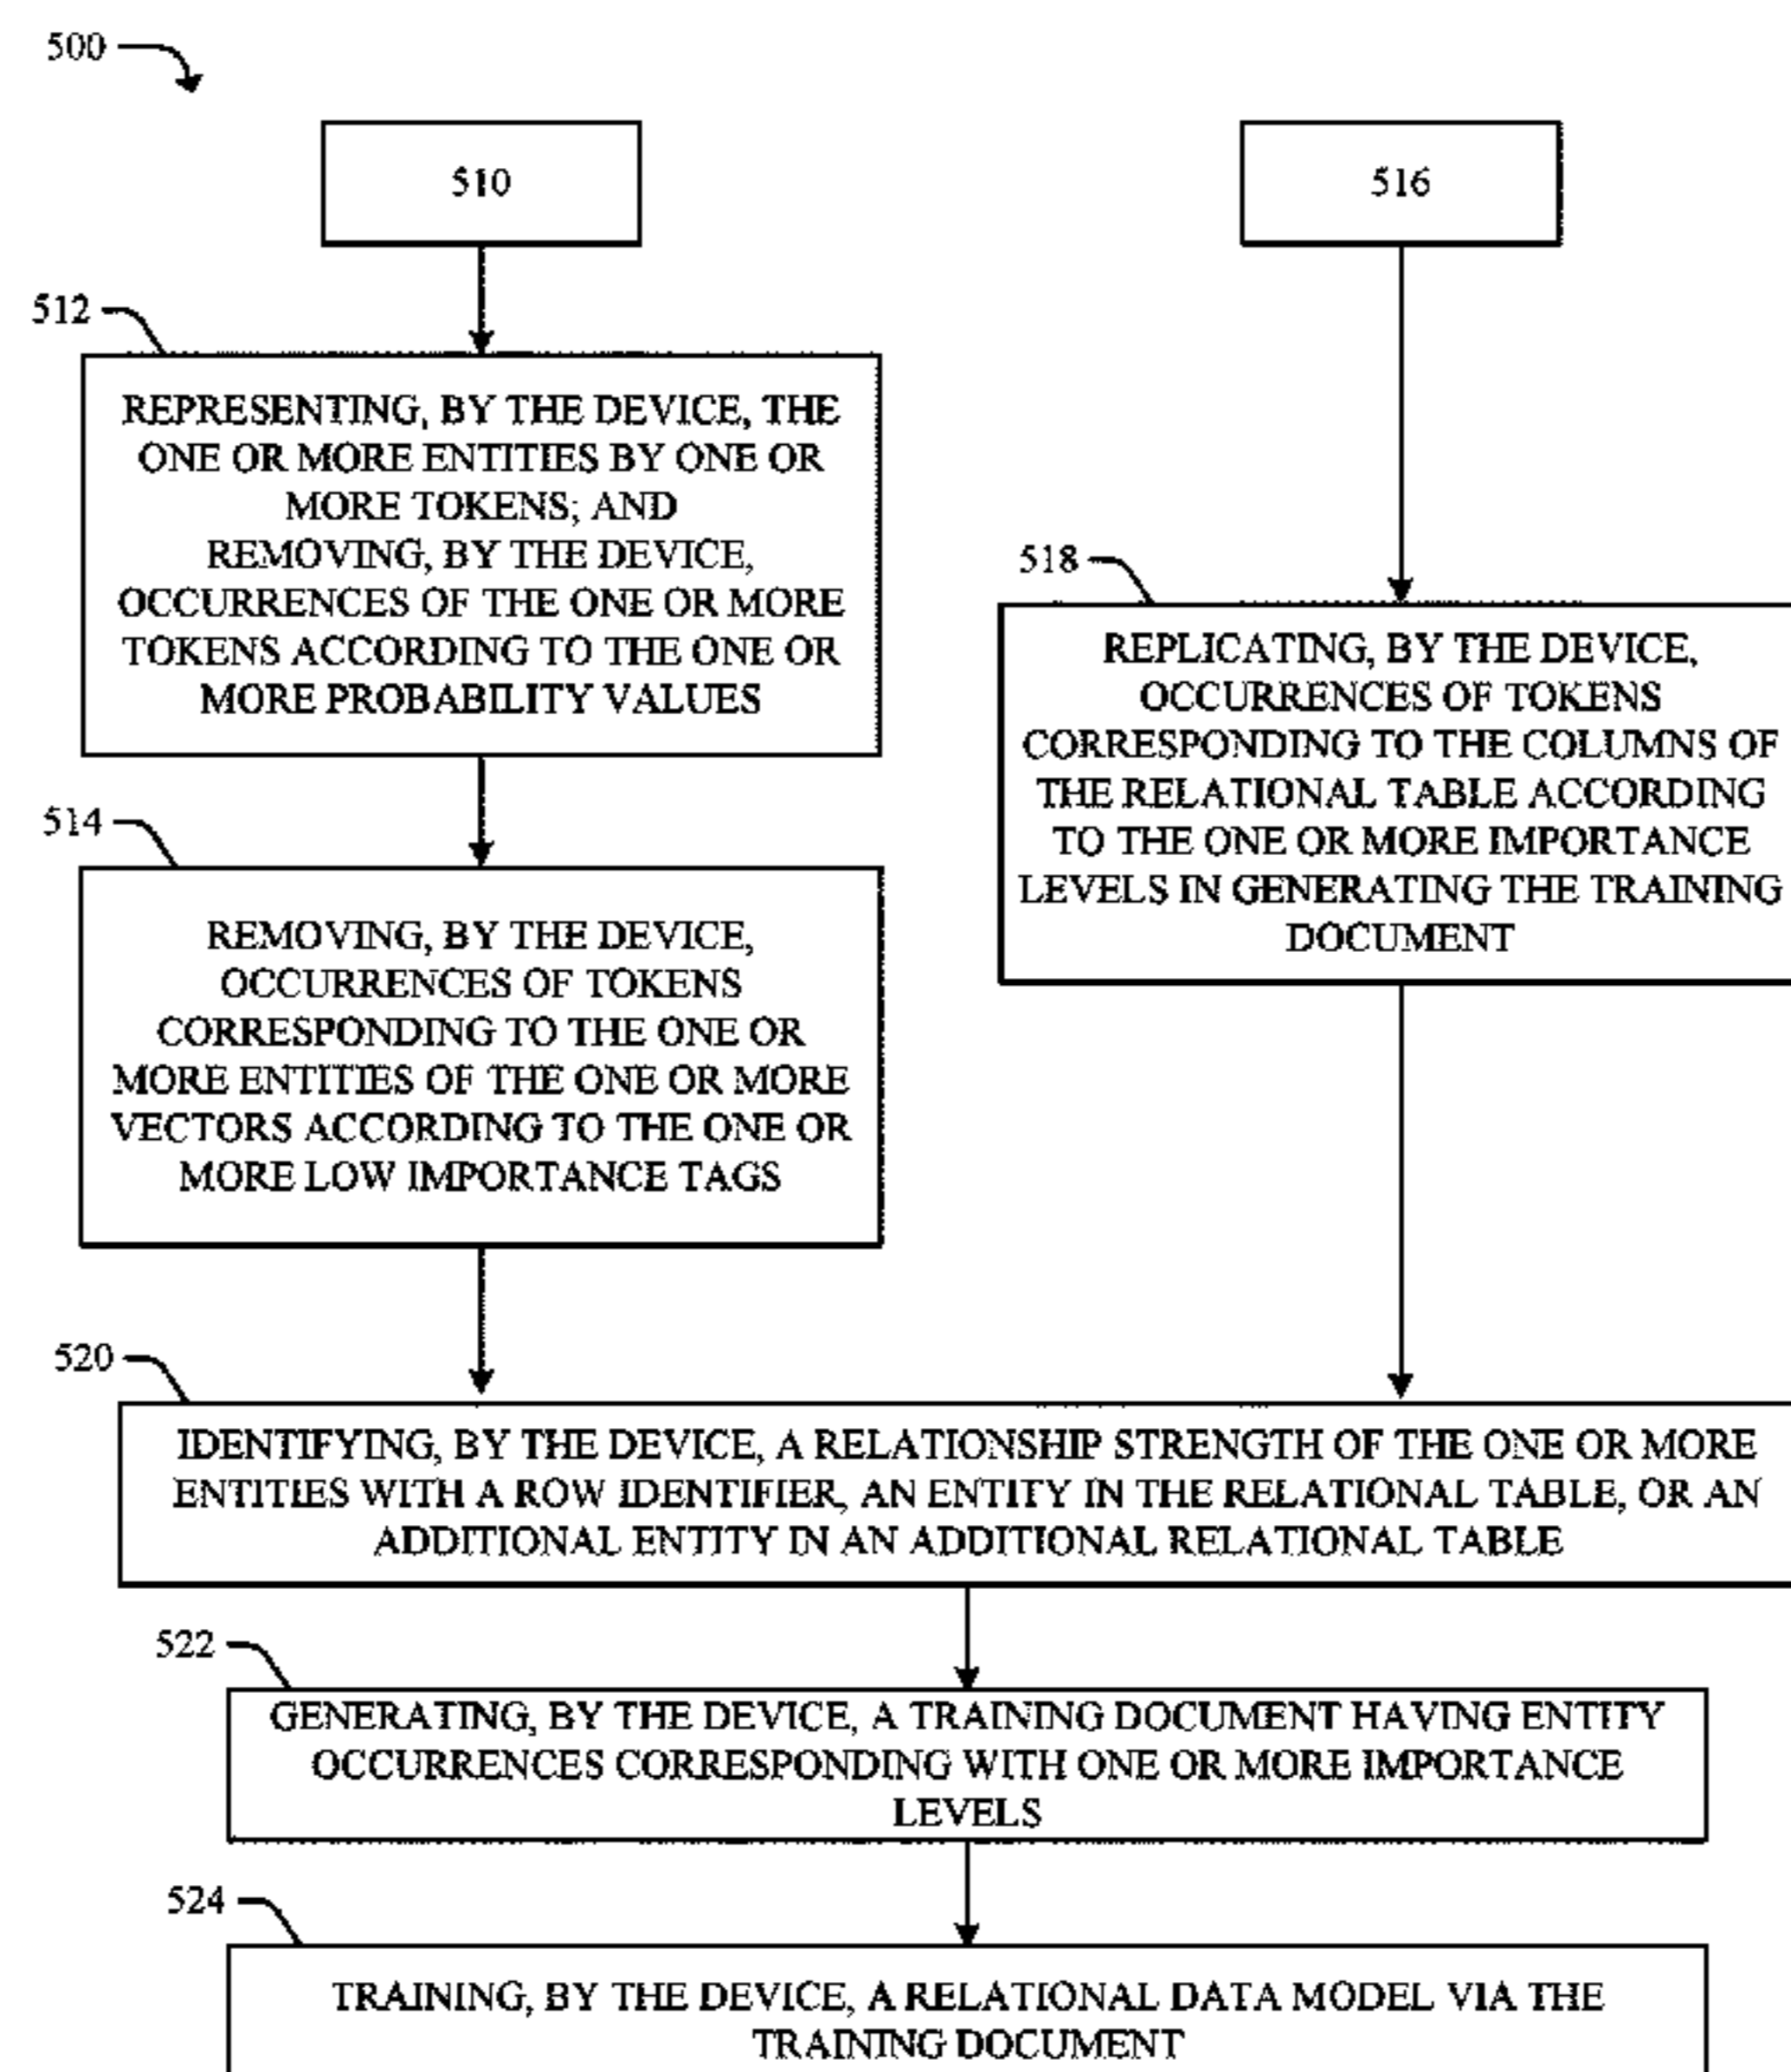 500
510
516
512
REPRESENTING, BY THE DEVICE, THE
ONE OR MORE ENTITIES BY ONE OR
MORE TOKENS; AND
REMOVING, BY THE DEVICE,
OCCURRENCES OF THE ONE OR MORE
TOKENS ACCORDING TO THE ONE OR
MORE PROBABILITY VALUES
518
REPLICATING, BY THE DEVICE,
OCCURRENCES OF TOKENS
CORRESPONDING TO THE COLUMNS OF
THE RELATIONAL TABLE ACCORDING
TO THE ONE OR MORE IMPORTANCE
LEVELS IN GENERATING THE TRAINING
DOCUMENT
514
REMOVING, BY THE DEVICE,
OCCURRENCES OF TOKENS
CORRESPONDING TO THE ONE OR
MORE ENTITIES OF THE ONE OR MORE
VECTORS ACCORDING TO THE ONE OR
MORE LOW IMPORTANCE TAGS
520
IDENTIFYING, BY THE DEVICE, A RELATIONSHIP STRENGTH OF THE ONE OR MORE
ENTITIES WITH A ROW IDENTIFIER, AN ENTITY IN THE RELATIONAL TABLE, OR AN
ADDITIONAL ENTITY IN AN ADDITIONAL RELATIONAL TABLE
522
GENERATING, BY THE DEVICE, A TRAINING DOCUMENT HAVING ENTITY
OCCURRENCES CORRESPONDING WITH ONE OR MORE IMPORTANCE
LEVELS
524
TRAINING, BY THE DEVICE, A RELATIONAL DATA MODEL VIA THE
TRAINING DOCUMENT